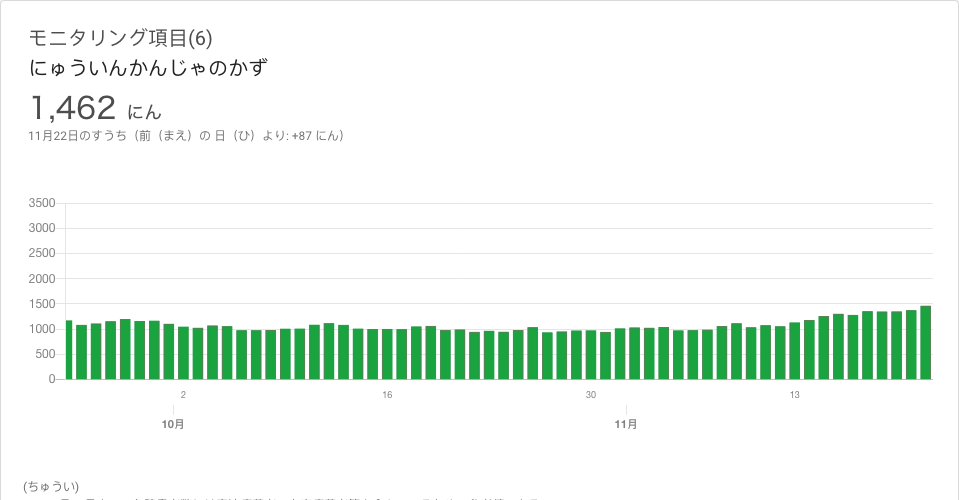 モニタリング項目(6)
にゅういんかんじゃのかず
1,462 にん
11月22日のすうち（前（まえ）の 日（ひ）より: +87 にん）
3500
3000
2500
2000
1500
1000
500
0
2 16 30 13
10月 11月
(ちゅうい)